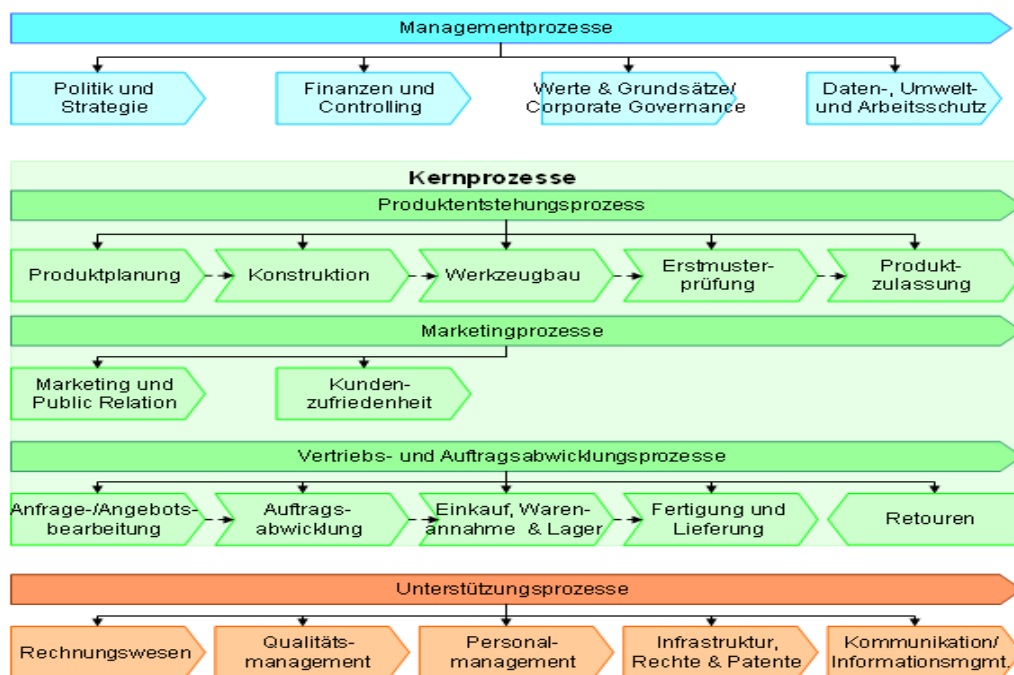 Managementprozesse
Politik und
Strategie
Finanzen und
Controlling
Werte & Grundsätze/
Corporate Governance
Daten-, Umwelt-
und Arbeitsschutz
Kernprozesse
Produktentstehungsprozess
Produktplanung
Konstruktion
Werkzeugbau
Erstmuster-
prüfung
Produkt-
zulassung
Marketingprozesse
Marketing und
Public Relation
Kunden-
zufriedenheit
Vertriebs- und Auftragsabwicklungsprozesse
Anfrage-/Angebots-
bearbeitung
Auftrags-
abwicklung
Einkauf, Waren-
annahme & Lager
Fertigung und
Lieferung
Retouren
Unterstützungsprozesse
Rechnungswesen
Qualitäts-
management
Personal-
management
Infrastruktur,
Rechte & Patente
Kommunikation/
Informationsmgmt.